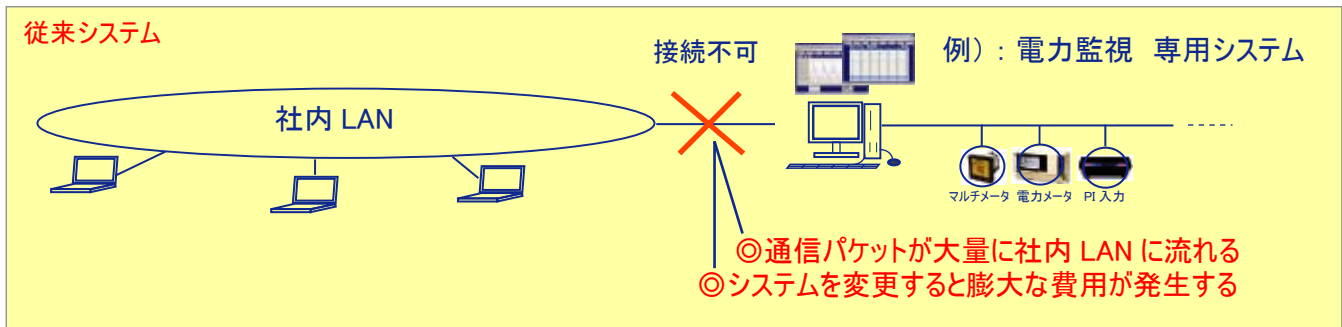 従来システム
接続不可
例）：電力監視 専用システム
社内 LAN
マルチメータ 電力メータ PI 入力
◎通信パケットが大量に社内 LAN に流れる
◎システムを変更すると膨大な費用が発生する